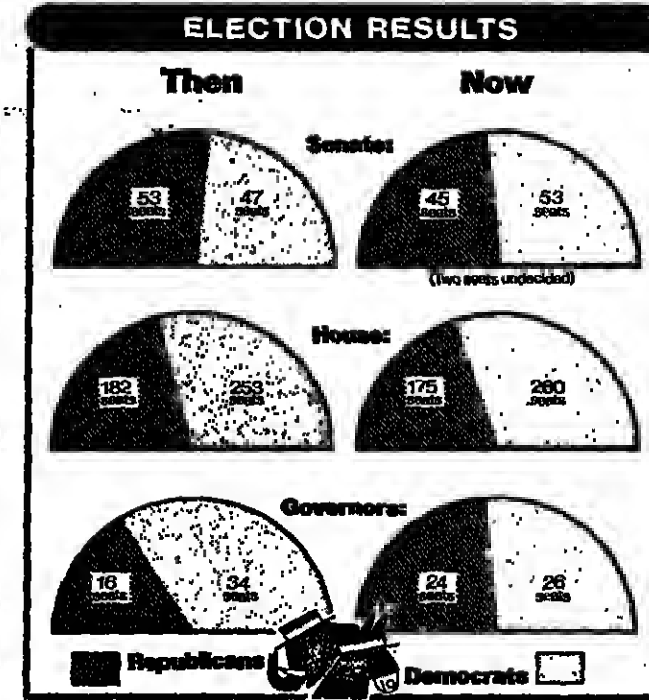 ELECTION RESULTS
Then Now
Senate:
53 seats 47 seats 45 seats 53 seats
(Two seats undecided)
House:
182 seats 253 seats 175 seats 260 seats
Governors:
16 seats 34 seats 24 seats 26 seats
Republicans Democrats